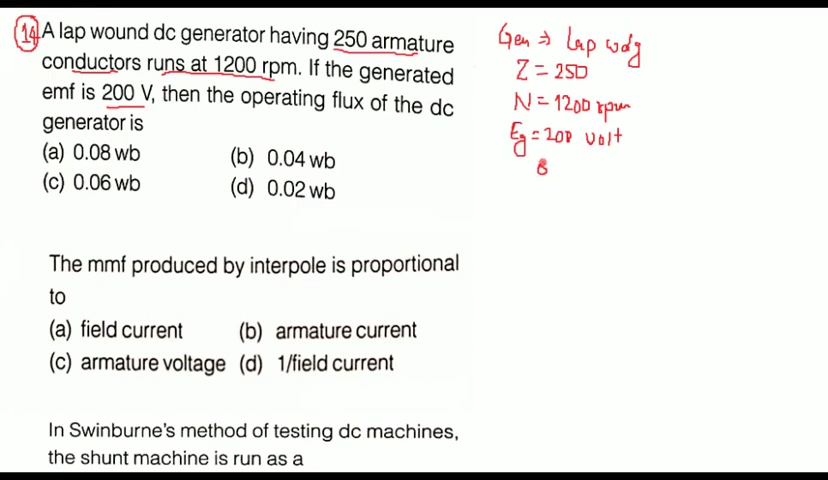 14 A lap wound dc generator having 250 armature
conductors runs at 1200 rpm. If the generated
emf is 200 V, then the operating flux of the dc
generator is
(a) 0.08 wb (b) 0.04 wb
(c) 0.06 wb (d) 0.02 wb
The mmf produced by interpole is proportional
to
(a) field current (b) armature current
(c) armature voltage (d) 1/field current
In Swinburne's method of testing dc machines,
the shunt machine is run as a
Gen ⇒ Lap wdg
Z = 250
N = 1200 rpm
Eg = 200 volt